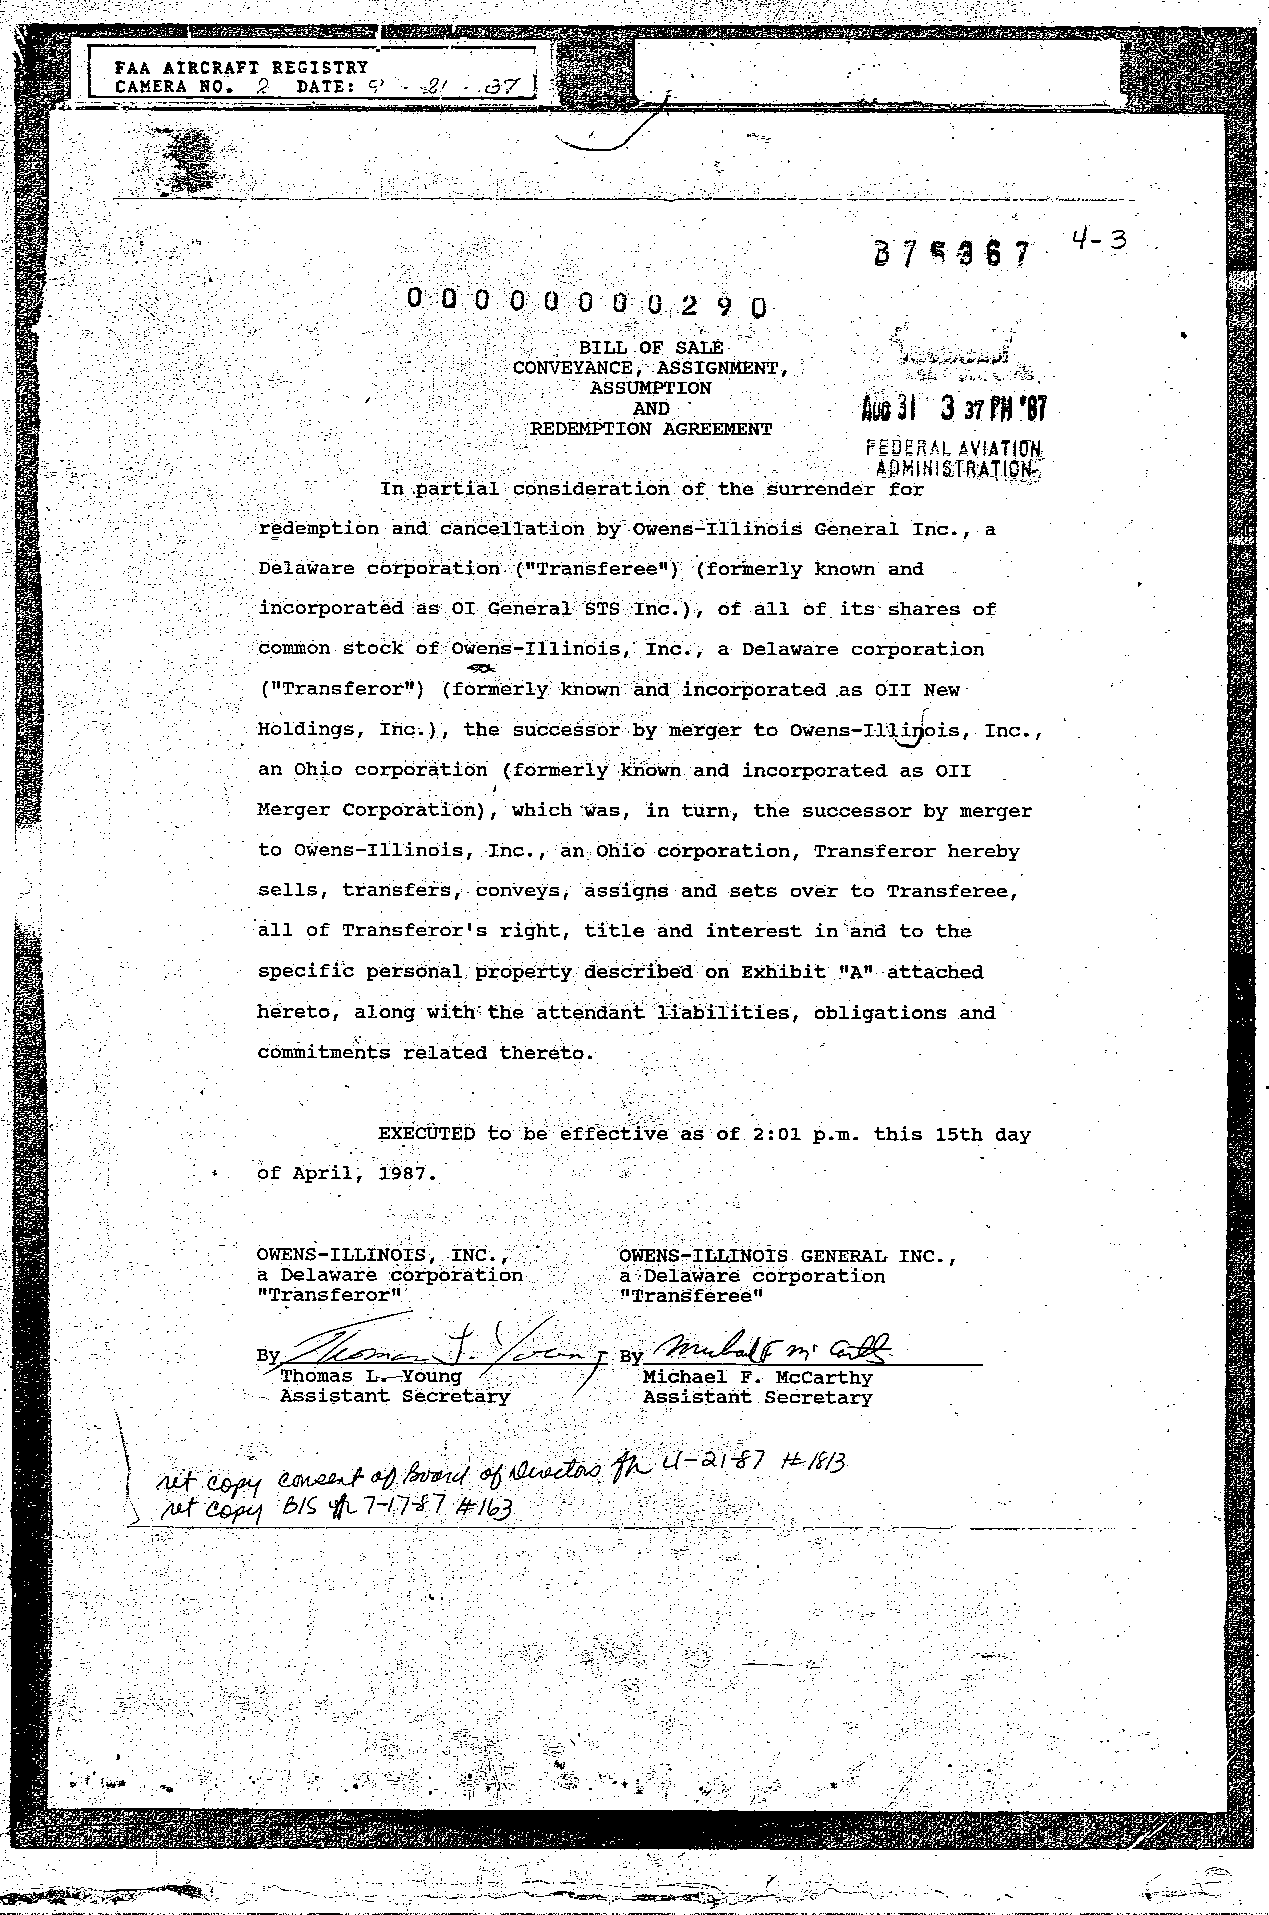 FAA AIRCRAFT REGISTRY
CAMERA NO. 2 DATE:
4-3
00000000290
BILL OF SALE
CONVEYANCE, ASSIGNMENT,
ASSUMPTION
AND
REDEMPTION AGREEMENT
AUG 31 3 37 PM '87
FEDERAL AVIATION
ADMINISTRATION
In partial consideration of the surrender for
redemption and cancellation by Owens-Illinois General Inc., a
Delaware corporation ("Transferee") (formerly known and
incorporated as OI General STS Inc.), of all of its shares of
common stock of Owens-Illinois, Inc., a Delaware corporation
("Transferor") (formerly known and incorporated as OII New
Holdings, Inc.), the successor by merger to Owens-Illinois, Inc.,
an Ohio corporation (formerly known and incorporated as OII
Merger Corporation), which was, in turn, the successor by merger
to Owens-Illinois, Inc., an Ohio corporation, Transferor hereby
sells, transfers, conveys, assigns and sets over to Transferee,
all of Transferor's right, title and interest in and to the
specific personal property described on Exhibit "A" attached
hereto, along with the attendant liabilities, obligations and
commitments related thereto.
EXECUTED to be effective as of 2:01 p.m. this 15th day
of April, 1987.
OWENS-ILLINOIS, INC.,
a Delaware corporation
"Transferor"
By Thomas L. Young
Thomas L. Young
Assistant Secretary
OWENS-ILLINOIS GENERAL INC.,
a Delaware corporation
"Transferee"
By Michael F McCarthy
Michael F. McCarthy
Assistant Secretary
ret copy consent of Board of Directors 4-21-87 #1813
ret copy B/S 7-17-87 #163